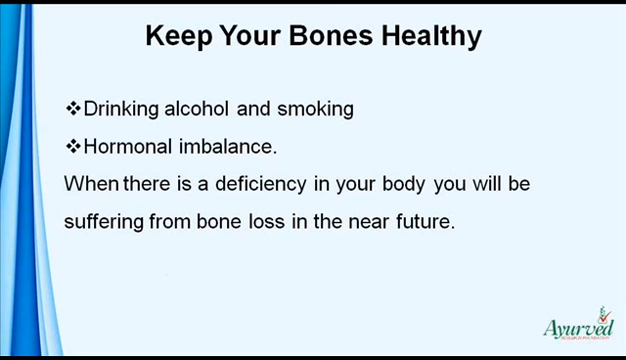 Keep Your Bones Healthy
❖Drinking alcohol and smoking
❖Hormonal imbalance.
When there is a deficiency in your body you will be
suffering from bone loss in the near future.
Ayurved
RESEARCH FOUNDATION